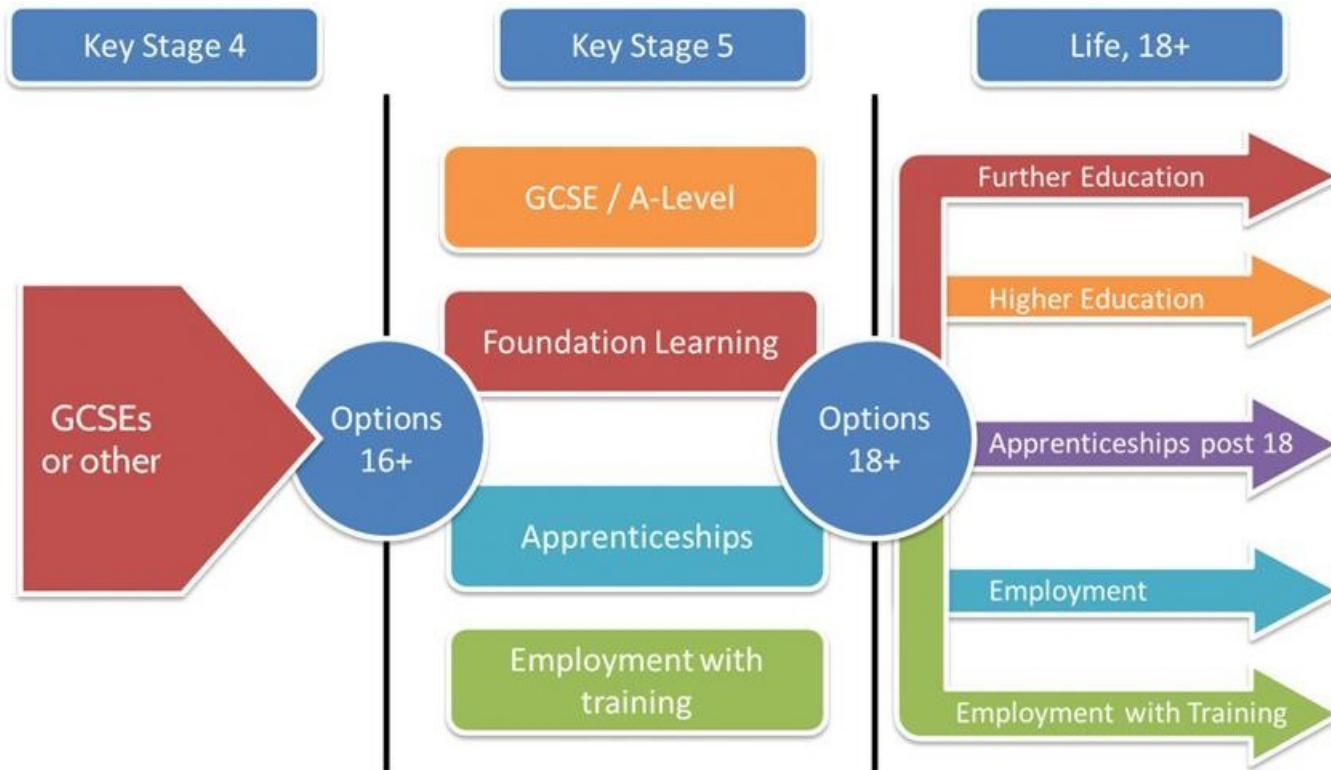 Key Stage 4
Key Stage 5
Life, 18+
GCSEs
or other
Options
16+
GCSE / A-Level
Foundation Learning
Apprenticeships
Employment with
training
Options
18+
Further Education
Higher Education
Apprenticeships post 18
Employment
Employment with Training